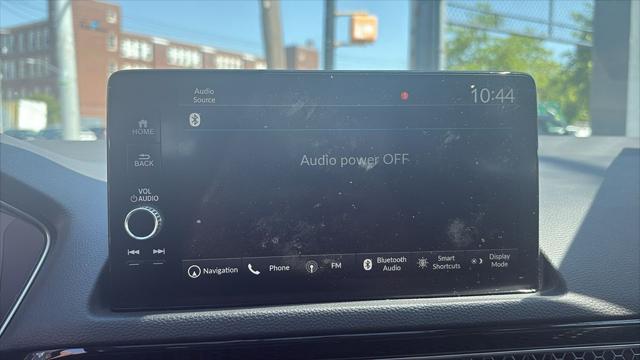 Audio
Source
10:44
HOME
BACK
VOL
AUDIO
Audio power OFF
Navigation
Phone
FM
Bluetooth
Audio
Smart
Shortcuts
Display
Mode